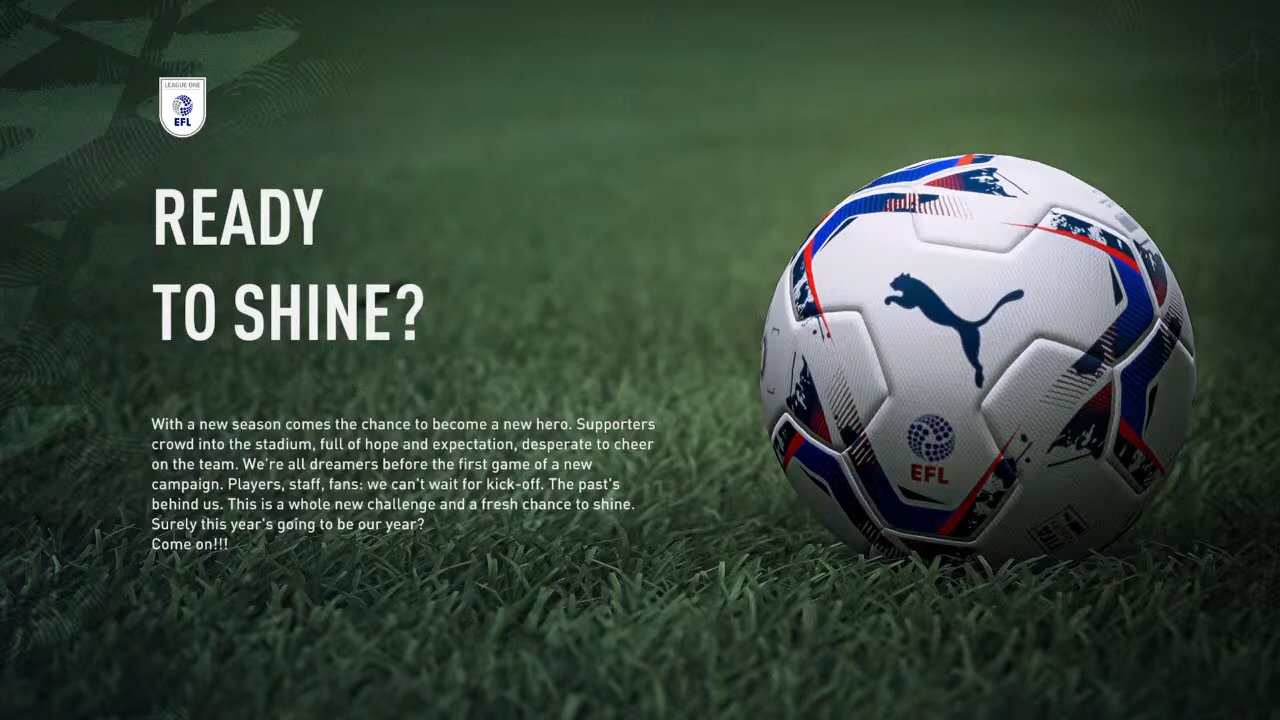 LEAGUE ONE
EFL
READY
TO SHINE?
With a new season comes the chance to become a new hero. Supporters
crowd into the stadium, full of hope and expectation, desperate to cheer
on the team. We're all dreamers before the first game of a new
campaign. Players, staff, fans: we can't wait for kick-off. The past's
behind us. This is a whole new challenge and a fresh chance to shine.
Surely this year's going to be our year?
Come on!!!
EFL